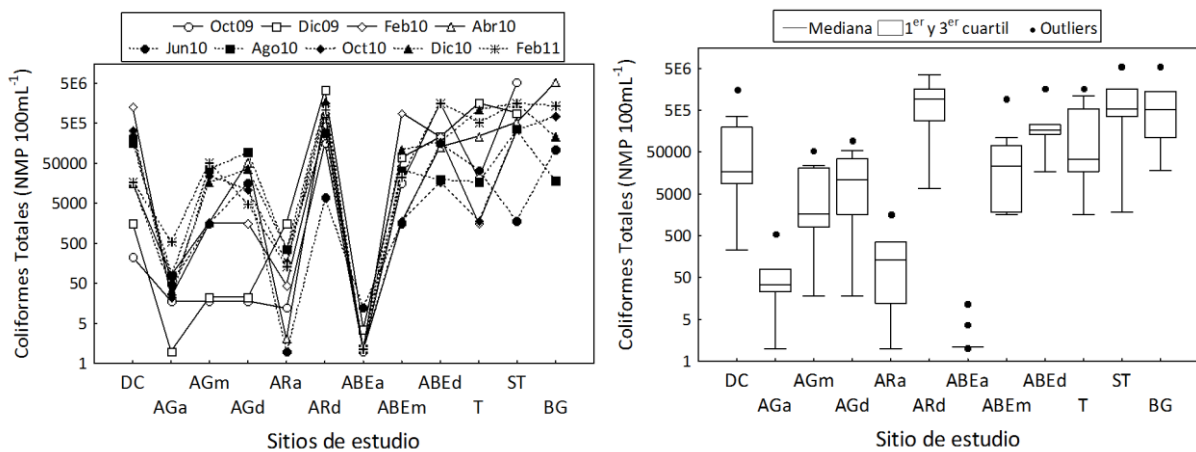 Oct09 Dic09 Feb10 Abr10
Jun10 Ago10 Oct10 Dic10 Feb11
Coliformes Totales (NMP 100mL⁻¹)
5E6
5E5
50000
5000
500
50
5
1
DC AGm ARa ABEa ABEd ST
AGa AGd ARd ABEm T BG
Sitios de estudio
Mediana 1ᵉʳ y 3ᵉʳ cuartil Outliers
Coliformes Totales (NMP 100mL⁻¹)
5E6
5E5
50000
5000
500
50
5
1
DC AGm ARa ABEa ABEd ST
AGa AGd ARd ABEm T BG
Sitio de estudio